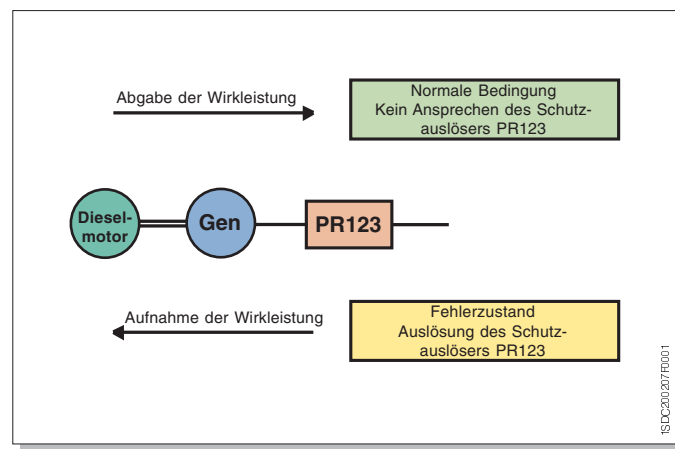 Abgabe der Wirkleistung
Normale Bedingung
Kein Ansprechen des Schutz-
auslösers PR123
Diesel-
motor
Gen
PR123
Aufnahme der Wirkleistung
Fehlerzustand
Auslösung des Schutz-
auslösers PR123
1SDC200207F0001